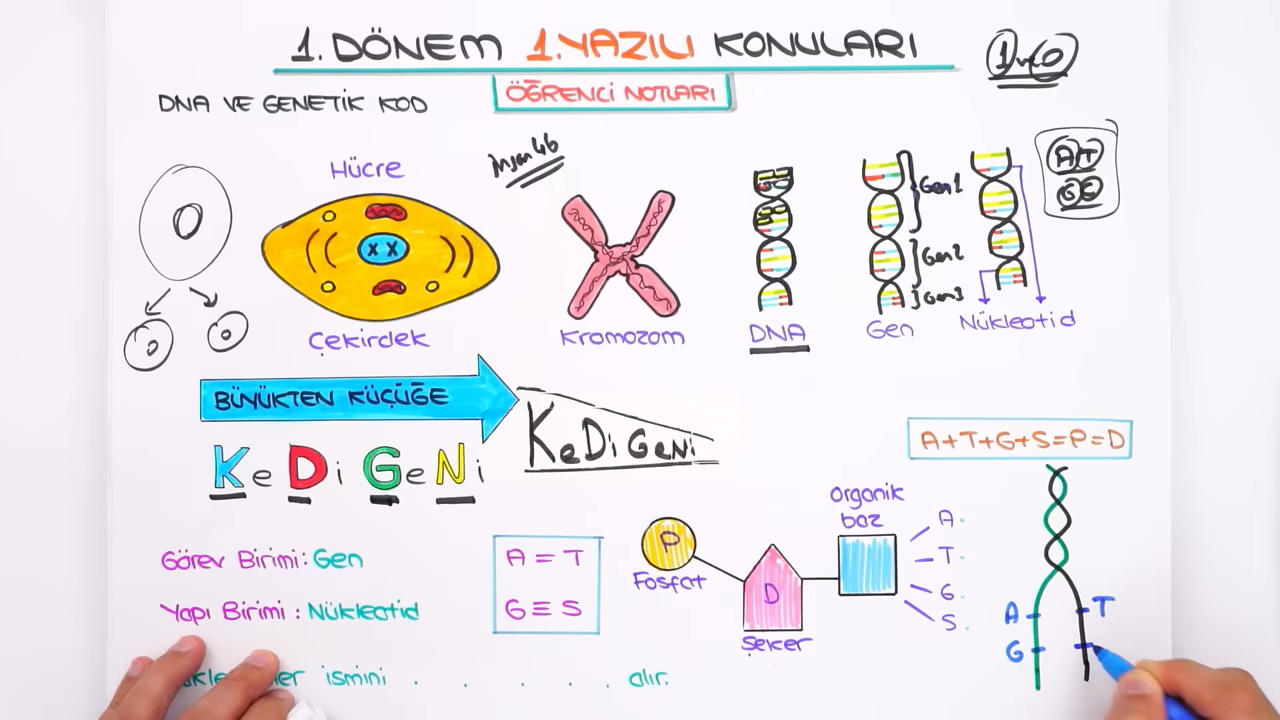 1.DÖNEM 1.YAZILI KONULARI
ÖĞRENCİ NOTLARI
DNA VE GENETİK KOD
İnsan 46
Hücre
Çekirdek
x x
Kromozom
DNA
Gen1
Gen2
Gen3
Gen
Nükleotid
A T
G C
BÜYÜKTEN KÜÇÜĞE
KeDi GeNi
KeDi GeNi
Görev Birimi: Gen
Yapı Birimi: Nükleotid
ismini . . . . . . alır.
A = T
G ≡ S
P
Fosfat
D
Şeker
Organik
baz
A.
T.
G.
S.
A+T+G+S=P=D
A T
G